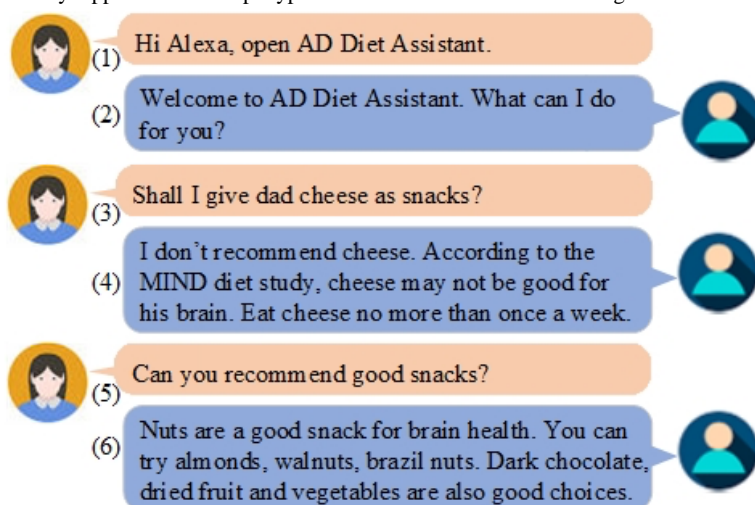 (1) Hi Alexa, open AD Diet Assistant.
(2) Welcome to AD Diet Assistant. What can I do
for you?
(3) Shall I give dad cheese as snacks?
(4) I don't recommend cheese. According to the
MIND diet study, cheese may not be good for
his brain. Eat cheese no more than once a week.
(5) Can you recommend good snacks?
(6) Nuts are a good snack for brain health. You can
try almonds, walnuts, brazil nuts. Dark chocolate,
dried fruit and vegetables are also good choices.